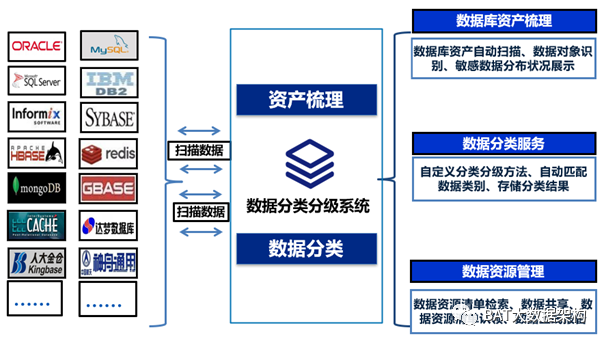 ORACLE
MySQL
Microsoft
SQL Server
IBM
DB2
Informix
SOFTWARE
SYBASE
APACHE
HBASE
redis
mongoDB
GBASE
CACHE
达梦数据库
人大金仓
Kingbase
神舟通用
......
......
扫描数据
扫描数据
资产梳理
数据分类分级系统
数据分类
数据库资产梳理
数据库资产自动扫描、数据对象识
别、敏感数据分布状况展示
数据分类服务
自定义分类分级方法、自动匹配
数据类别、存储分类结果
数据资源管理
数据资源清单检索、数据共享、数
据资源
BAT大数据架构